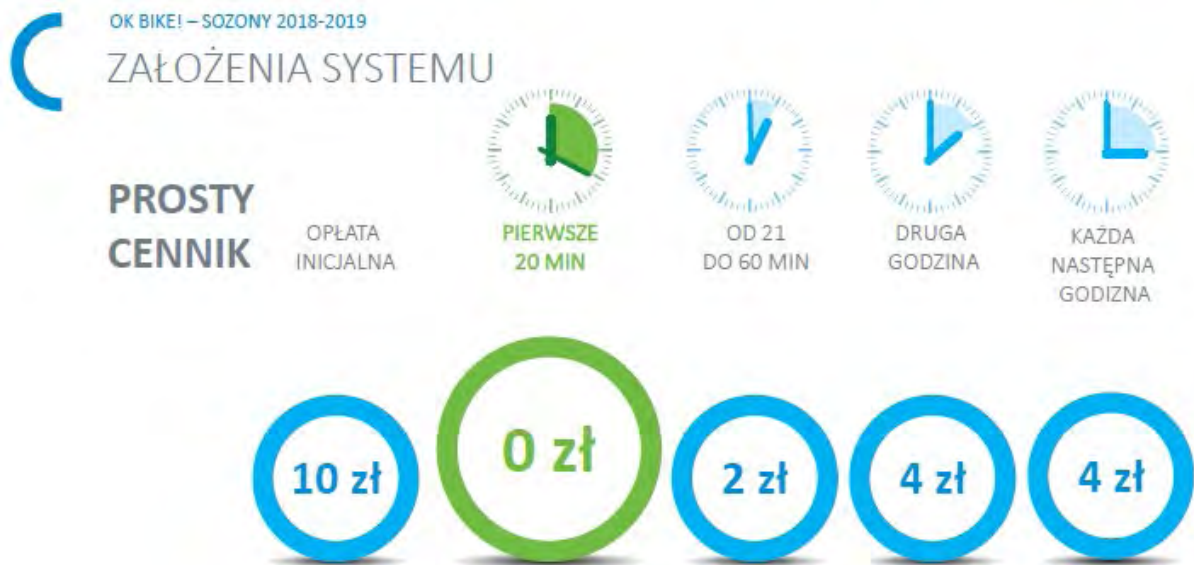 OK BIKE! – SOZONY 2018-2019
ZAŁOŻENIA SYSTEMU
PROSTY
CENNIK
OPŁATA
INICJALNA
PIERWSZE
20 MIN
OD 21
DO 60 MIN
DRUGA
GODZINA
KAŻDA
NASTĘPNA
GODIZNA
10 zł
0 zł
2 zł
4 zł
4 zł